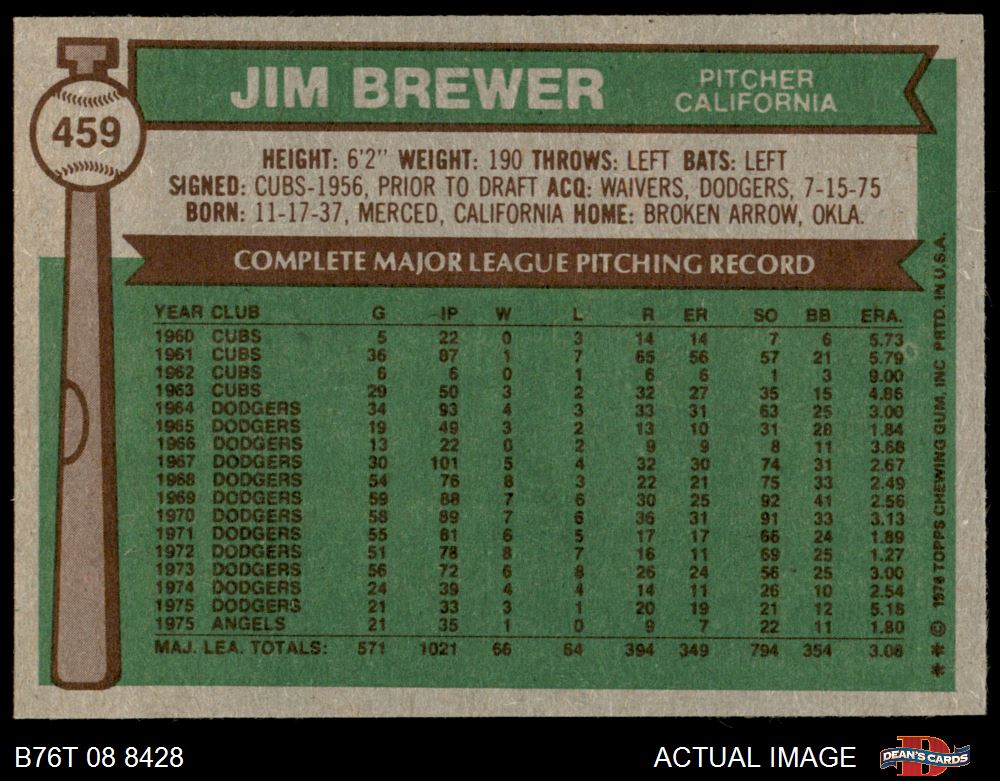 459
JIM BREWER
PITCHER
CALIFORNIA
HEIGHT: 6'2" WEIGHT: 190 THROWS: LEFT BATS: LEFT
SIGNED: CUBS-1956, PRIOR TO DRAFT ACQ: WAIVERS, DODGERS, 7-15-75
BORN: 11-17-37, MERCED, CALIFORNIA HOME: BROKEN ARROW, OKLA.
COMPLETE MAJOR LEAGUE PITCHING RECORD
YEAR CLUB G IP W L R ER SO BB ERA.
1960 CUBS 5 22 0 3 14 14 7 6 5.73
1961 CUBS 36 87 1 7 65 56 57 21 5.79
1962 CUBS 6 6 0 1 6 6 1 3 9.00
1963 CUBS 29 50 3 2 32 27 35 15 4.86
1964 DODGERS 34 93 4 3 33 31 63 25 3.00
1965 DODGERS 19 49 3 2 13 10 31 28 1.84
1966 DODGERS 13 22 0 2 9 9 8 11 3.68
1967 DODGERS 30 101 5 4 32 30 74 31 2.67
1968 DODGERS 54 76 8 3 22 21 75 33 2.49
1969 DODGERS 59 88 7 6 30 25 92 41 2.56
1970 DODGERS 58 89 7 6 36 31 91 33 3.13
1971 DODGERS 55 81 6 5 17 17 66 24 1.89
1972 DODGERS 51 78 8 7 16 11 69 25 1.27
1973 DODGERS 56 72 6 8 26 24 56 25 3.00
1974 DODGERS 24 39 4 4 14 11 26 10 2.54
1975 DODGERS 21 33 3 1 20 19 21 12 5.18
1975 ANGELS 21 35 1 0 9 7 22 11 1.80
MAJ. LEA. TOTALS: 571 1021 66 64 394 349 794 354 3.08
* * © 1976 TOPPS CHEWING GUM, INC PRTD. IN U.S.A.
B76T 08 8428
ACTUAL IMAGE
DEAN'S CARDS